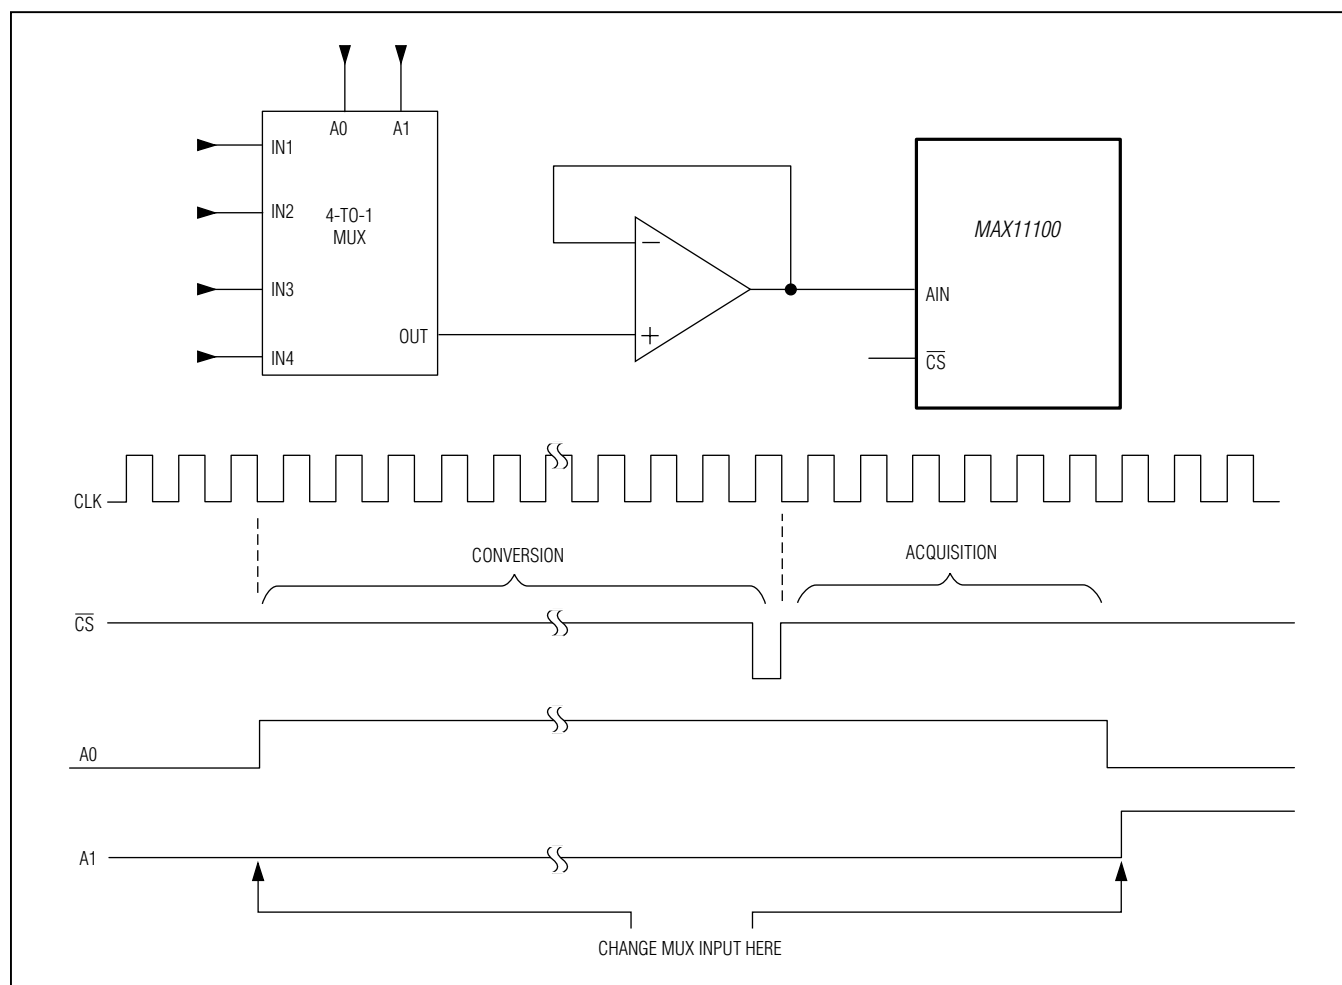 A0 A1
IN1
IN2
4-TO-1
MUX
IN3
OUT
IN4
−
+
MAX11100
AIN
CS
CLK
CONVERSION
ACQUISITION
CS
A0
A1
CHANGE MUX INPUT HERE